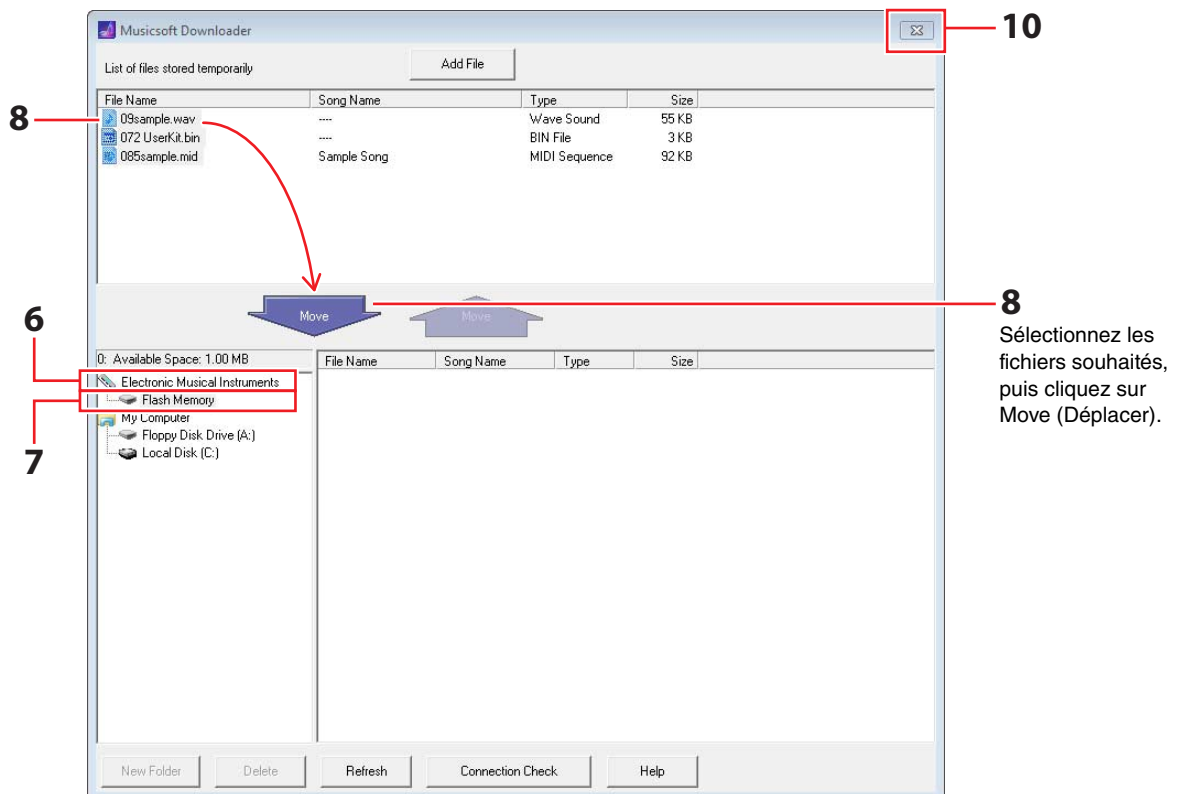 Musicsoft Downloader
10
List of files stored temporarily
Add File
File Name Song Name Type Size
8
09sample.wav ---- Wave Sound 55 KB
072 UserKit.bin ---- BIN File 3 KB
085sample.mid Sample Song MIDI Sequence 92 KB
Move
Move
8
Sélectionnez les
fichiers souhaités,
puis cliquez sur
Move (Déplacer).
6
0: Available Space: 1.00 MB
File Name Song Name Type Size
Electronic Musical Instruments
Flash Memory
7
My Computer
Floppy Disk Drive (A:)
Local Disk (C:)
New Folder Delete Refresh Connection Check Help